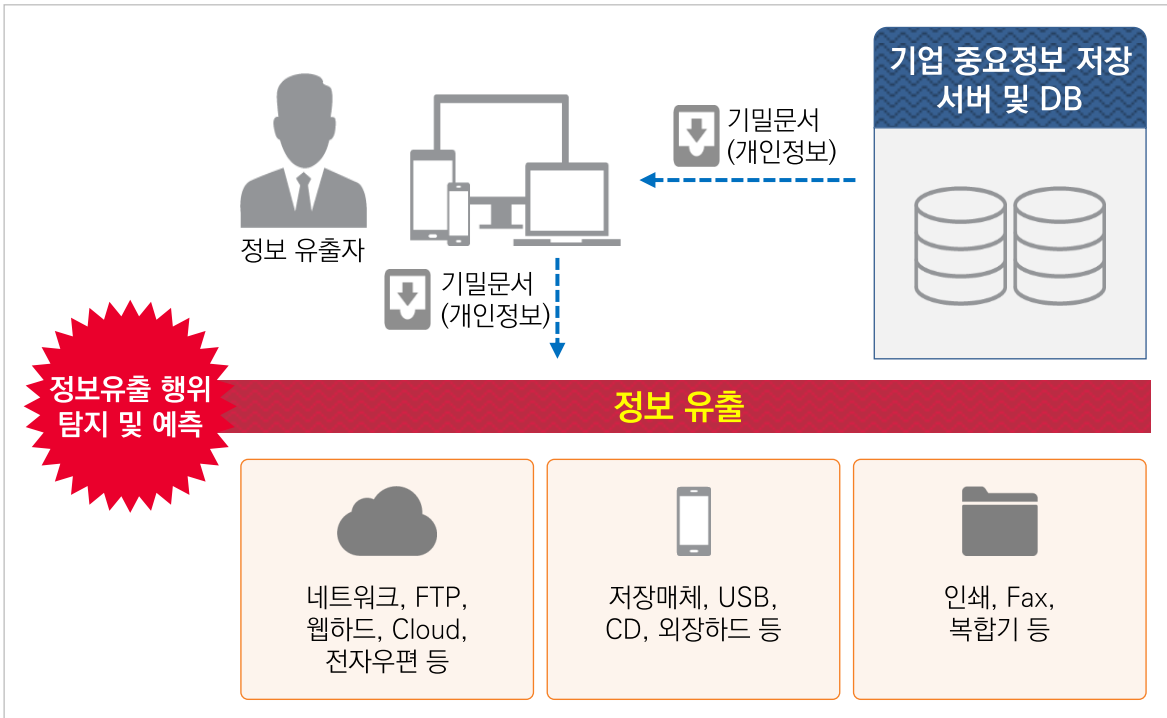 기업 중요정보 저장
서버 및 DB
기밀문서
(개인정보)
정보 유출자
기밀문서
(개인정보)
정보유출 행위
탐지 및 예측
정보 유출
네트워크, FTP,
웹하드, Cloud,
전자우편 등
저장매체, USB,
CD, 외장하드 등
인쇄, Fax,
복합기 등